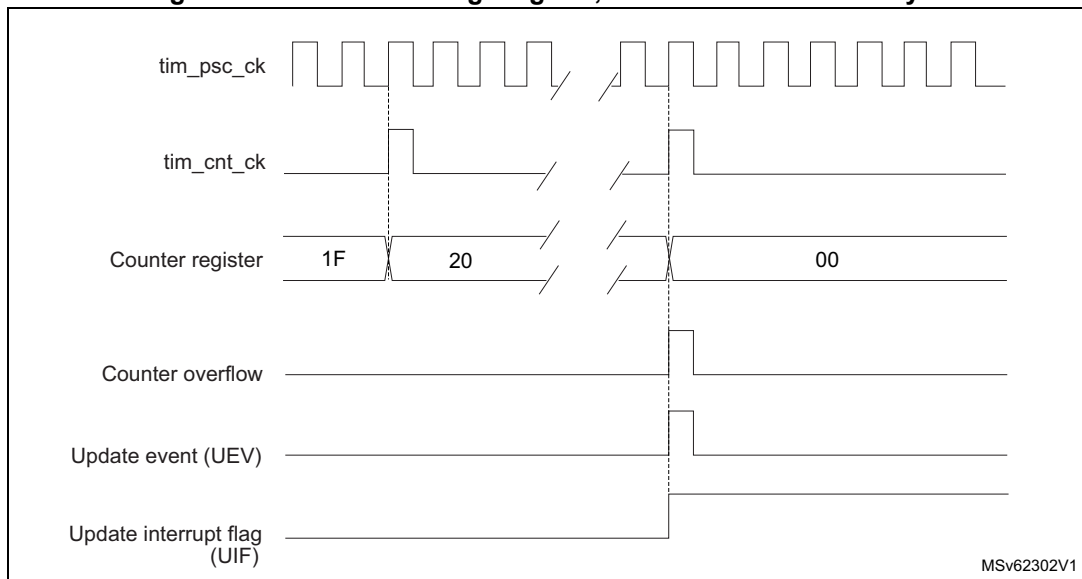 tim_psc_ck
tim_cnt_ck
Counter register 1F 20 00
Counter overflow
Update event (UEV)
Update interrupt flag
(UIF)
MSv62302V1